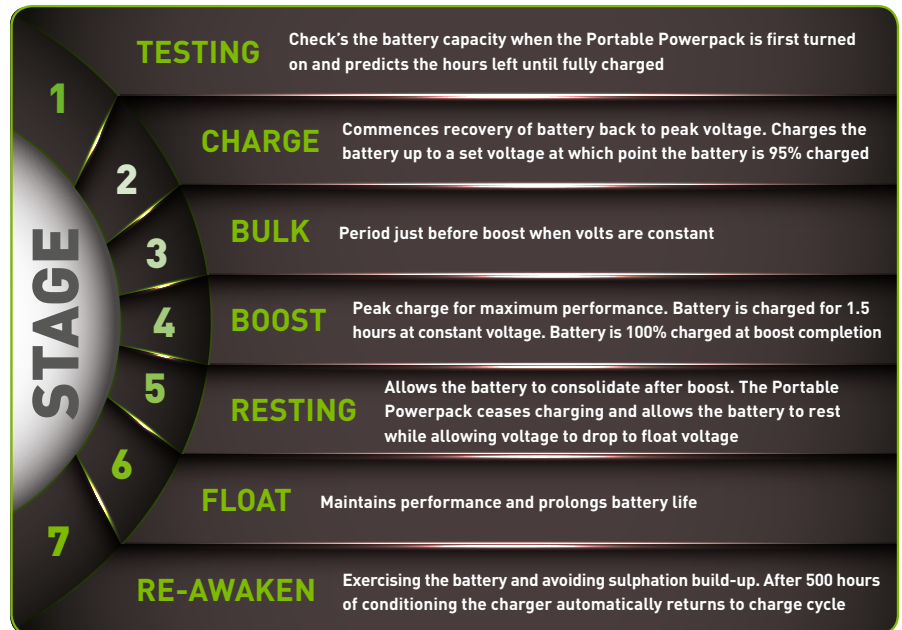 STAGE
1
TESTING
Check's the battery capacity when the Portable Powerpack is first turned
on and predicts the hours left until fully charged
2
CHARGE
Commences recovery of battery back to peak voltage. Charges the
battery up to a set voltage at which point the battery is 95% charged
3
BULK
Period just before boost when volts are constant
4
BOOST
Peak charge for maximum performance. Battery is charged for 1.5
hours at constant voltage. Battery is 100% charged at boost completion
5
RESTING
Allows the battery to consolidate after boost. The Portable
Powerpack ceases charging and allows the battery to rest
while allowing voltage to drop to float voltage
6
FLOAT
Maintains performance and prolongs battery life
7
RE-AWAKEN
Exercising the battery and avoiding sulphation build-up. After 500 hours
of conditioning the charger automatically returns to charge cycle